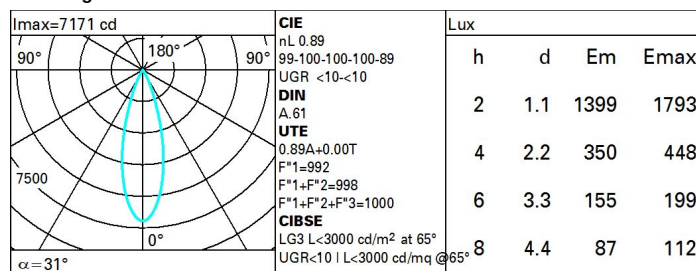 Imax=7171 cd
90°
180°
90°
7500
0°
α=31°
CIE
nL 0.89
99-100-100-100-89
UGR <10-<10
DIN
A.61
UTE
0.89A+0.00T
F"1=992
F"1+F"2=998
F"1+F"2+F"3=1000
CIBSE
LG3 L<3000 cd/m² at 65°
UGR<10 | L<3000 cd/mq @65°
Lux
h d Em Emax
2 1.1 1399 1793
4 2.2 350 448
6 3.3 155 199
8 4.4 87 112